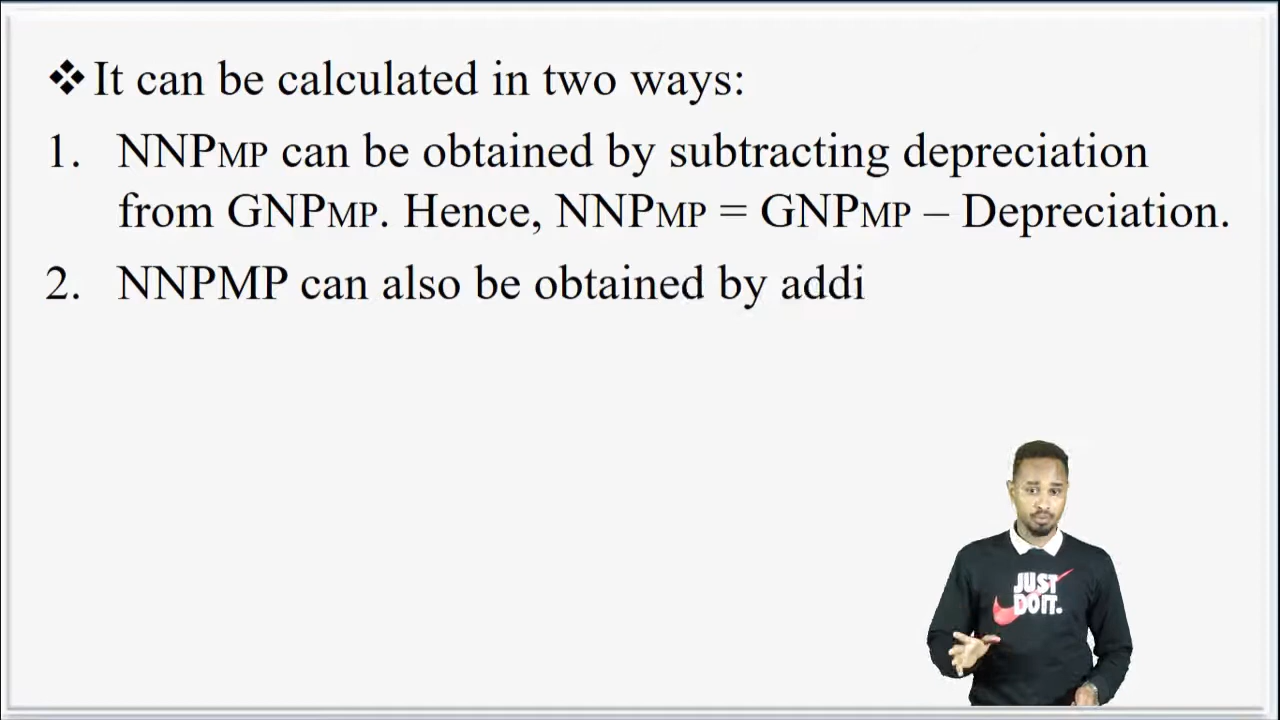 ❖It can be calculated in two ways:
1. NNPMP can be obtained by subtracting depreciation
from GNPMP. Hence, NNPMP = GNPMP – Depreciation.
2. NNPMP can also be obtained by addi
JUST
DO IT.